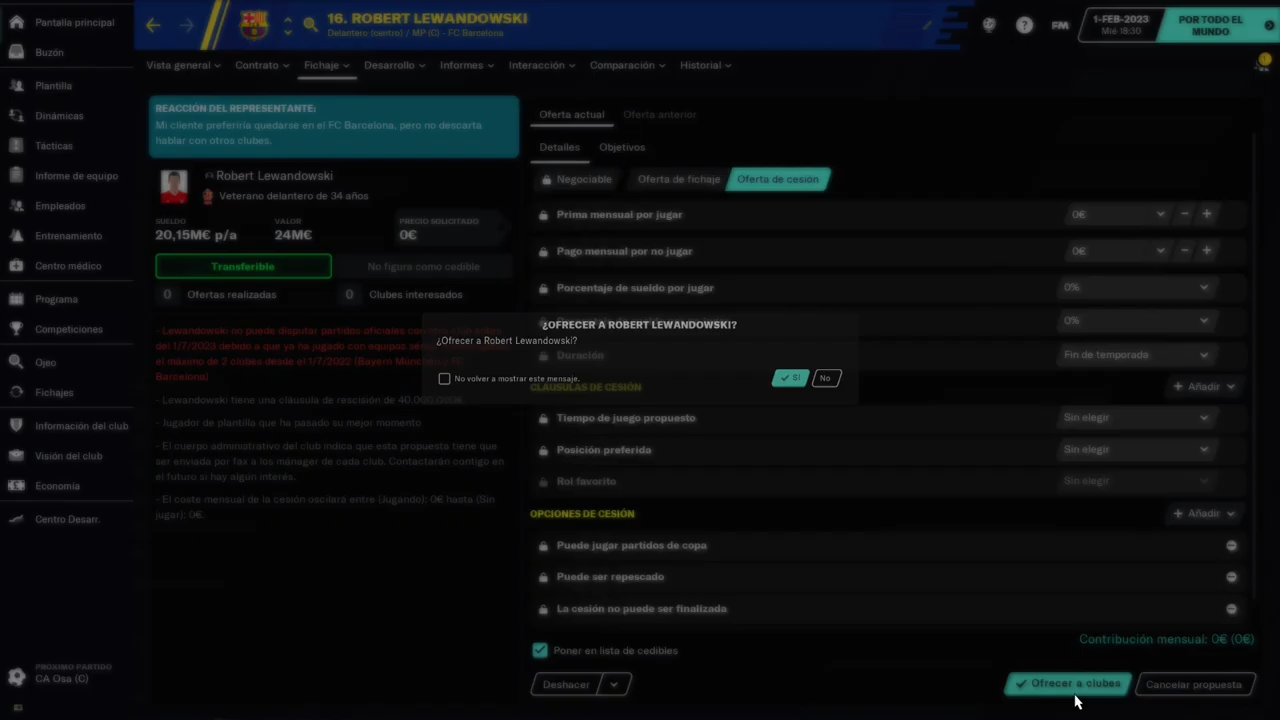 Pantalla principal
Buzón
Plantilla
Dinámicas
Tácticas
Informe de equipo
Empleados
Entrenamiento
Centro médico
Programa
Competiciones
Ojeo
Fichajes
Información del club
Visión del club
Economía
Centro Desarr.
PRÓXIMO PARTIDO
CA Osa (C)
16. ROBERT LEWANDOWSKI
Delantero (centro) / MP (C) - FC Barcelona
FM
1-FEB-2023
Mié 18:30
POR TODO EL MUNDO
Vista general
Contrato
Fichaje
Desarrollo
Informes
Interacción
Comparación
Historial
REACCIÓN DEL REPRESENTANTE:
Mi cliente preferiría quedarse en el FC Barcelona, pero no descarta
hablar con otros clubes.
Robert Lewandowski
Veterano delantero de 34 años
SUELDO
20,15M€ p/a
VALOR
24M€
PRECIO SOLICITADO
0€
Transferible
No figura como cedible
0 Ofertas realizadas
0 Clubes interesados
- Lewandowski no puede disputar partidos oficiales con
del 1/7/2023 debido a que ya ha jugado con equipos
el máximo de 2 clubes desde el 1/7/2022 (Bayern
Barcelona)
- Lewandowski tiene una cláusula de rescisión de 40.000.000€.
- Jugador de plantilla que ha pasado su mejor momento
- El cuerpo administrativo del club indica que esta propuesta tiene que
ser enviada por fax a los mánager de cada club. Contactarán contigo en
el futuro si hay algún interés.
- El coste mensual de la cesión oscilará entre (Jugando): 0€ hasta (Sin
jugar): 0€.
Oferta actual
Oferta anterior
Detalles
Objetivos
Negociable
Oferta de fichaje
Oferta de cesión
Prima mensual por jugar
0€
Pago mensual por no jugar
0€
Porcentaje de sueldo por jugar
0%
0%
¿OFRECER A ROBERT LEWANDOWSKI?
¿Ofrecer a Robert Lewandowski?
No volver a mostrar este mensaje.
Sí
No
Duración
Fin de temporada
CLÁUSULAS DE CESIÓN
Añadir
Tiempo de juego propuesto
Sin elegir
Posición preferida
Sin elegir
Rol favorito
Sin elegir
OPCIONES DE CESIÓN
Añadir
Puede jugar partidos de copa
Puede ser repescado
La cesión no puede ser finalizada
Contribución mensual: 0€ (0€)
Poner en lista de cedibles
Deshacer
Ofrecer a clubes
Cancelar propuesta